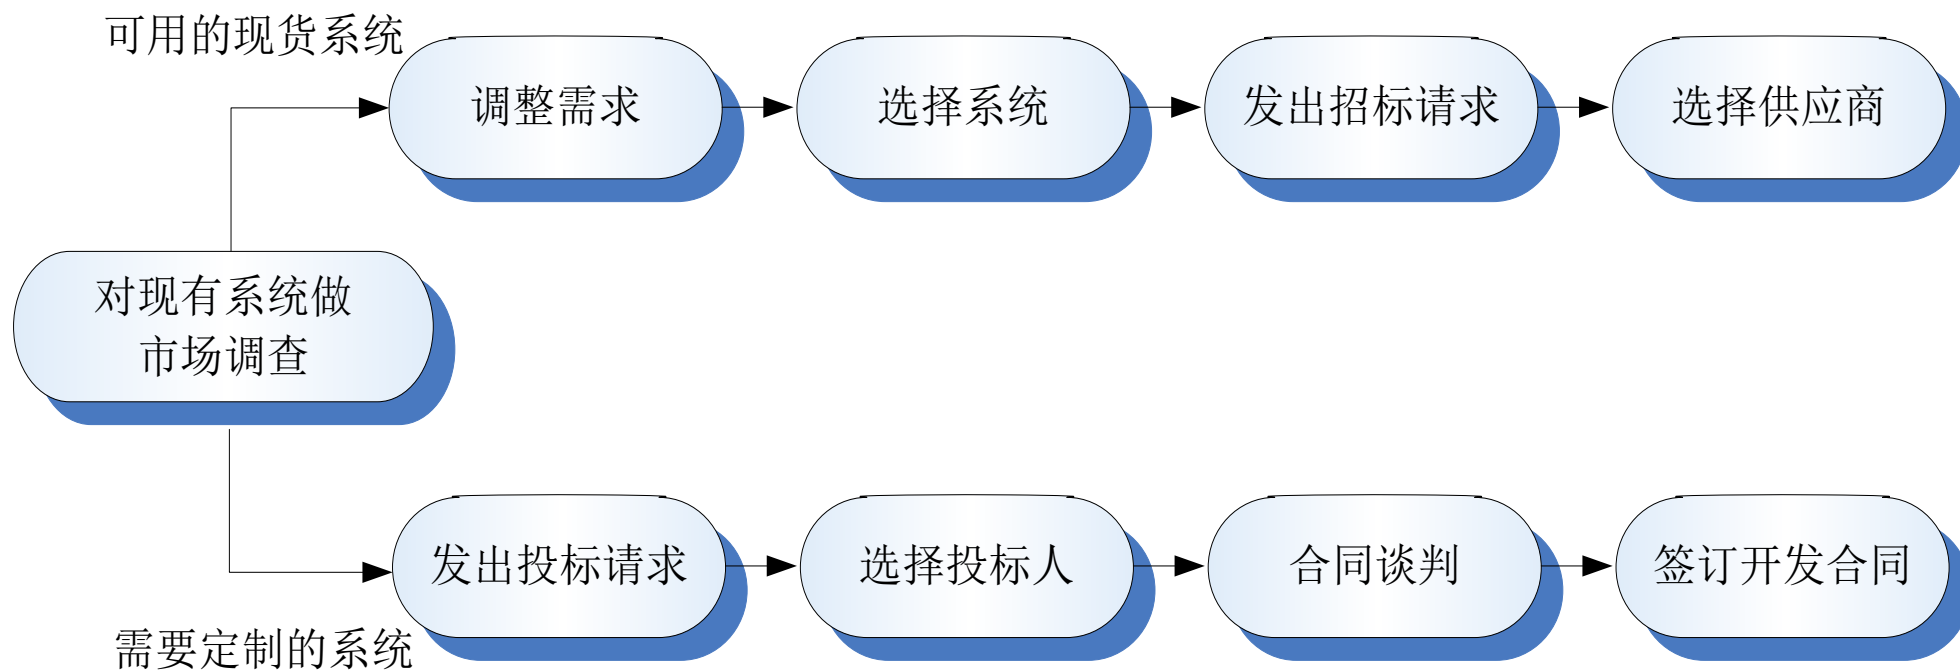 可用的现货系统
调整需求
选择系统
发出招标请求
选择供应商
对现有系统做
市场调查
发出投标请求
选择投标人
合同谈判
签订开发合同
需要定制的系统